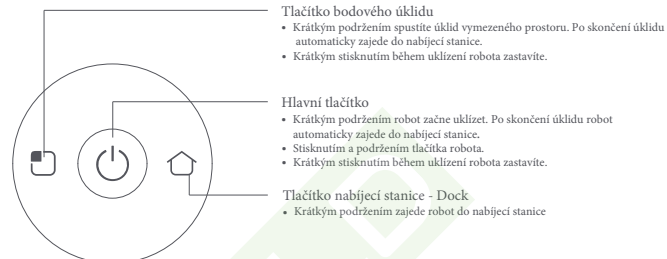 Tlačítko bodového úklidu
• Krátkým podržením spustíte úklid vymezeného prostoru. Po skončení úklidu
automaticky zajede do nabíjecí stanice.
• Krátkým stisknutím během uklízení robota zastavíte.
Hlavní tlačítko
• Krátkým podržením robot začne uklízet. Po skončení úklidu robot
automaticky zajede do nabíjecí stanice.
• Stisknutím a podržením tlačítka robota.
• Krátkým stisknutím během uklízení robota zastavíte.
Tlačítko nabíjecí stanice - Dock
• Krátkým podržením zajede robot do nabíjecí stanice